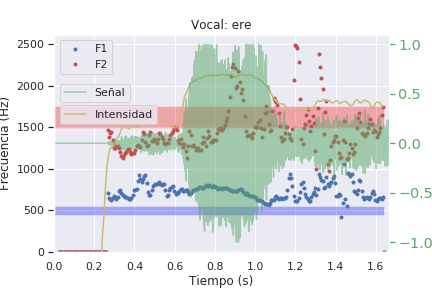 Vocal: ere
2500
2000
1500
1000
500
0
Frecuencia (Hz)
F1
F2
Señal
Intensidad
1.0
0.5
0.0
−0.5
−1.0
0.0 0.2 0.4 0.6 0.8 1.0 1.2 1.4 1.6
Tiempo (s)